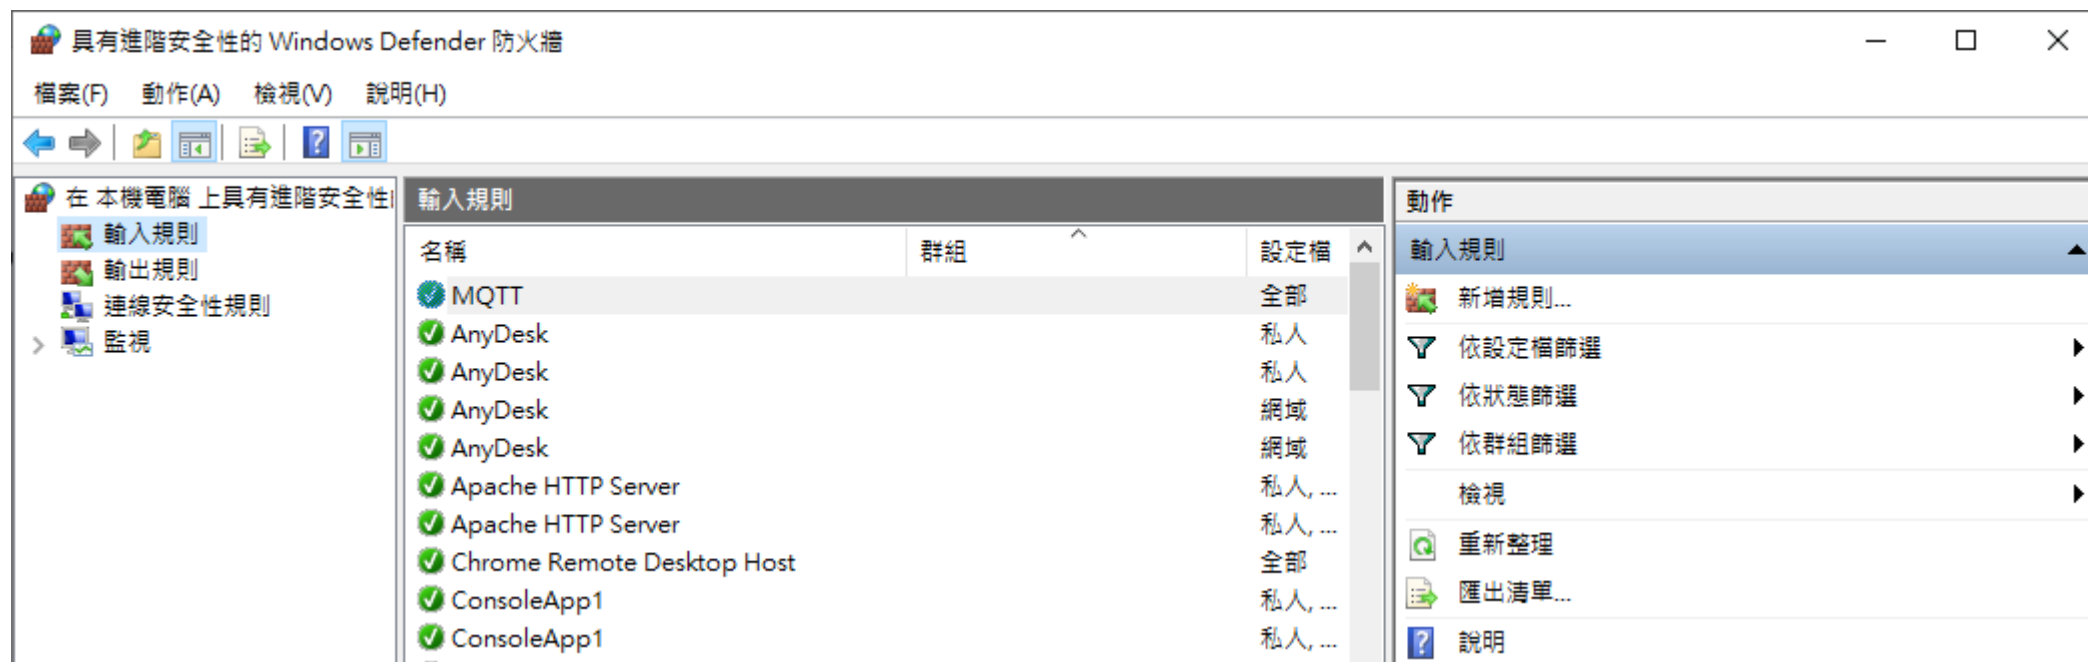 具有進階安全性的 Windows Defender 防火牆
檔案(F) 動作(A) 檢視(V) 說明(H)
在 本機電腦 上具有進階安全性
輸入規則
輸出規則
連線安全性規則
監視
輸入規則
名稱 群組 設定檔
MQTT 全部
AnyDesk 私人
AnyDesk 私人
AnyDesk 網域
AnyDesk 網域
Apache HTTP Server 私人, ...
Apache HTTP Server 私人, ...
Chrome Remote Desktop Host 全部
ConsoleApp1 私人, ...
ConsoleApp1 私人, ...
動作
輸入規則
新增規則...
依設定檔篩選
依狀態篩選
依群組篩選
檢視
重新整理
匯出清單...
說明